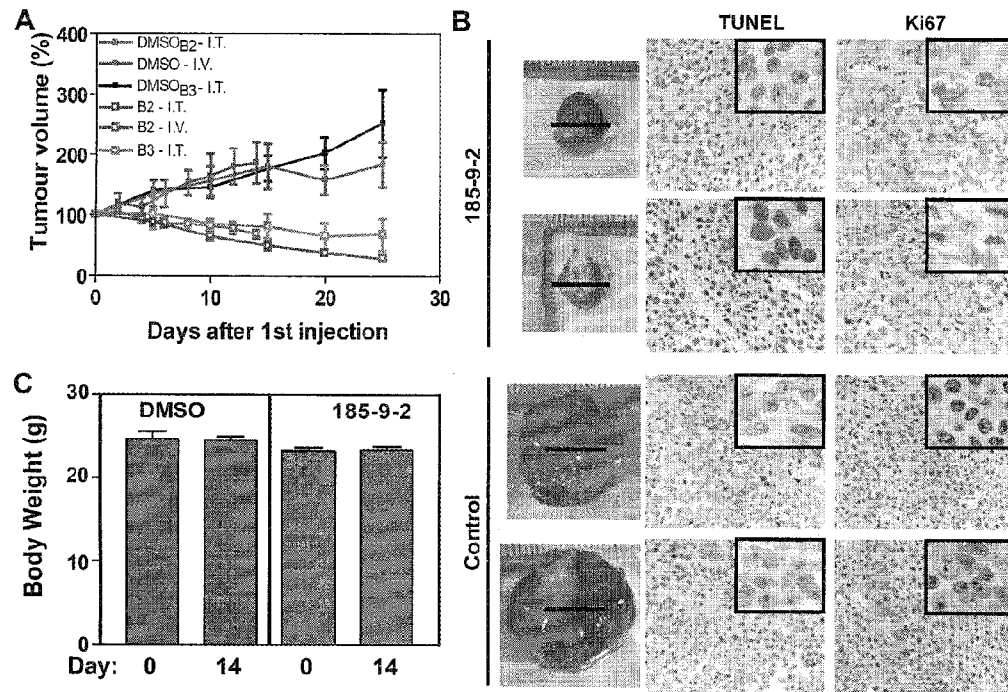 A
Tumour volume (%)
400
300
200
100
0
DMSOB2- I.T.
DMSO - I.V.
DMSOB3- I.T.
B2 - I.T.
B2 - I.V.
B3 - I.T.
0
10
20
30
Days after 1st injection
B
TUNEL
Ki67
185-9-2
Control
C
Body Weight (g)
30
20
10
0
DMSO
185-9-2
Day:
0
14
0
14